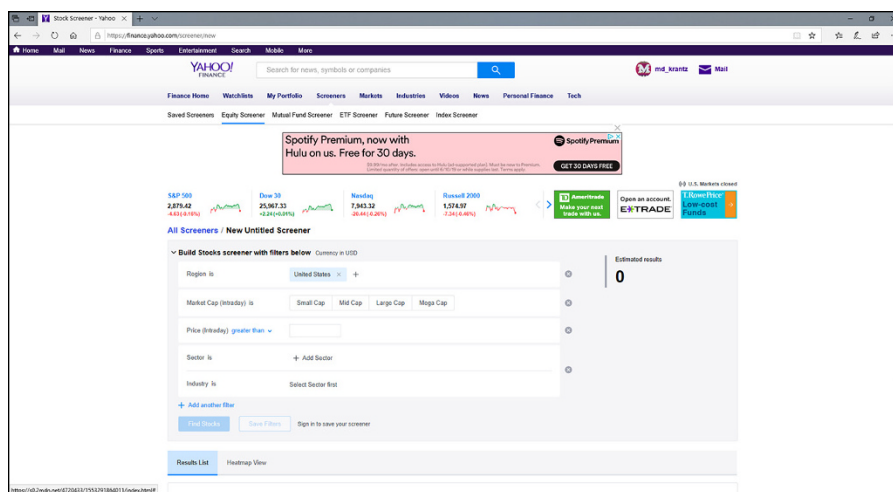 Stock Screener - Yahoo
https://finance.yahoo.com/screener/new
Home Mail News Finance Sports Entertainment Search Mobile More
YAHOO!
FINANCE
Search for news, symbols or companies
md_krantz Mail
Finance Home Watchlists My Portfolio Screeners Markets Industries Videos News Personal Finance Tech
Saved Screeners Equity Screener Mutual Fund Screener ETF Screener Future Screener Index Screener
Spotify Premium, now with
Hulu on us. Free for 30 days.
Spotify Premium
GET 30 DAYS FREE
U.S. Markets closed
S&P 500 Dow 30 Nasdaq Russell 2000
2,879.42 25,967.33 7,943.32 1,574.97
-4.63 (-0.16%) +2.24 (+0.01%) -20.44 (-0.26%) -7.34 (-0.46%)
TD Ameritrade
Make your next
trade with us.
Open an account.
E*TRADE
T.Rowe Price
Low-cost
Funds
All Screeners / New Untitled Screener
Build Stocks screener with filters below Currency in USD
Estimated results
0
Region is United States
Market Cap (Intraday) is Small Cap Mid Cap Large Cap Mega Cap
Price (Intraday) greater than
Sector is + Add Sector
Industry is Select Sector first
+ Add another filter
Find Stocks Save Filters Sign in to save your screener
Results List Heatmap View